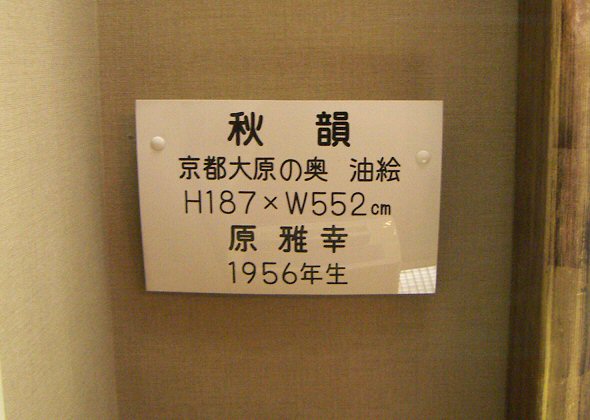 秋 韻
京都大原の奥 油絵
H187×W552cm
原 雅幸
1956年生